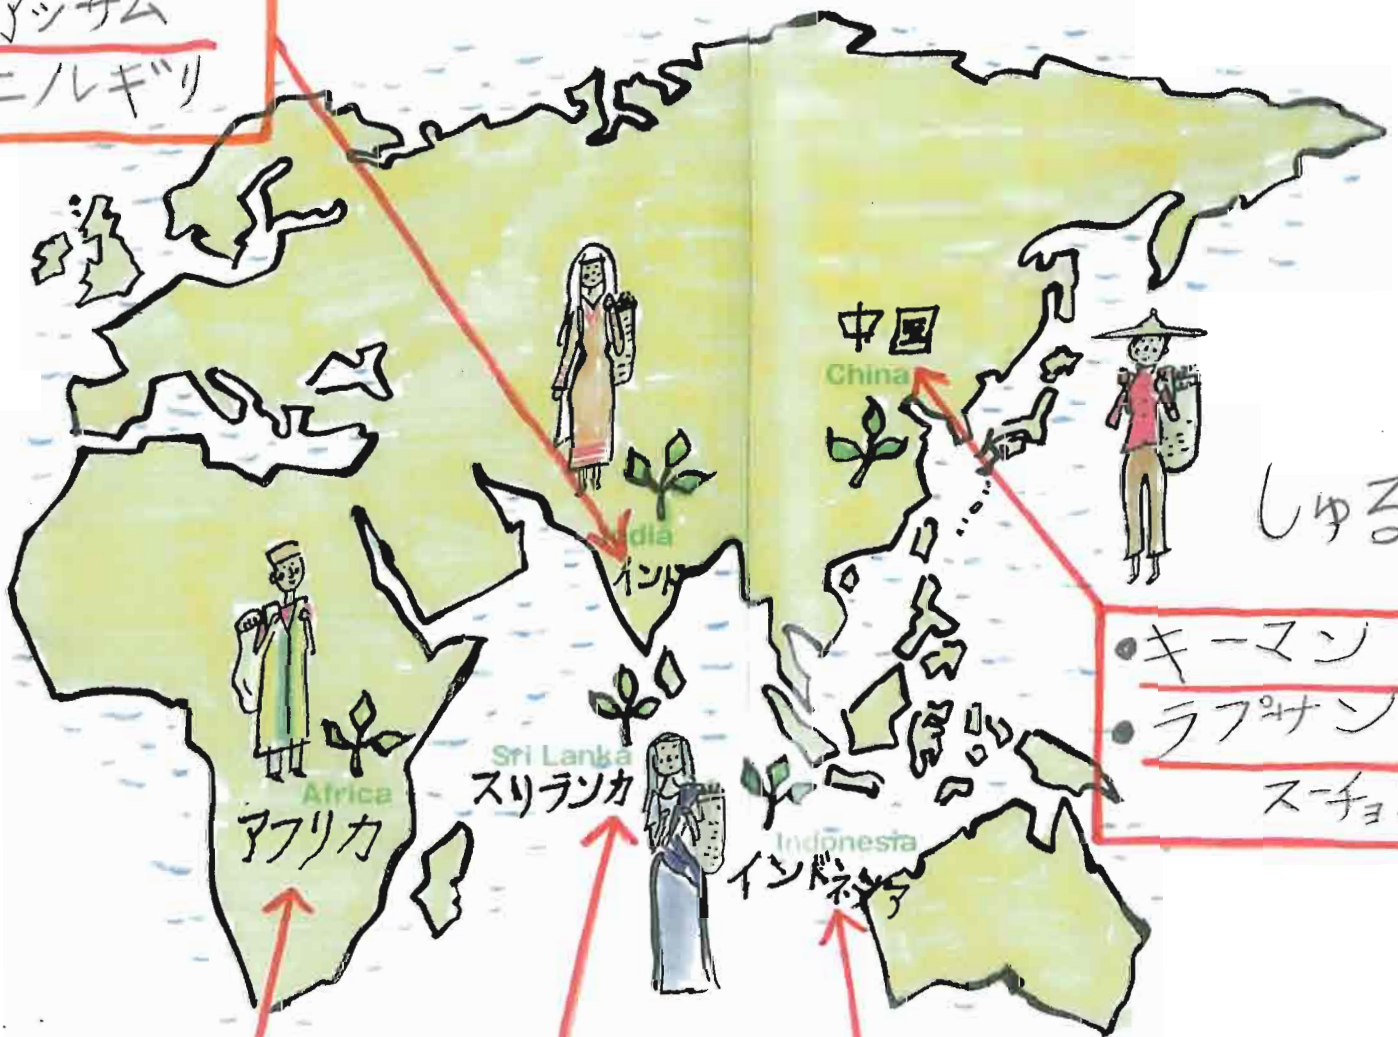 アッサム
ニルギリ
中国
China
India
インド
しゅる
・キーマン
・ラプサン
スーチョ
Sri Lanka
スリランカ
Africa
アフリカ
Indonesia
インドネシア